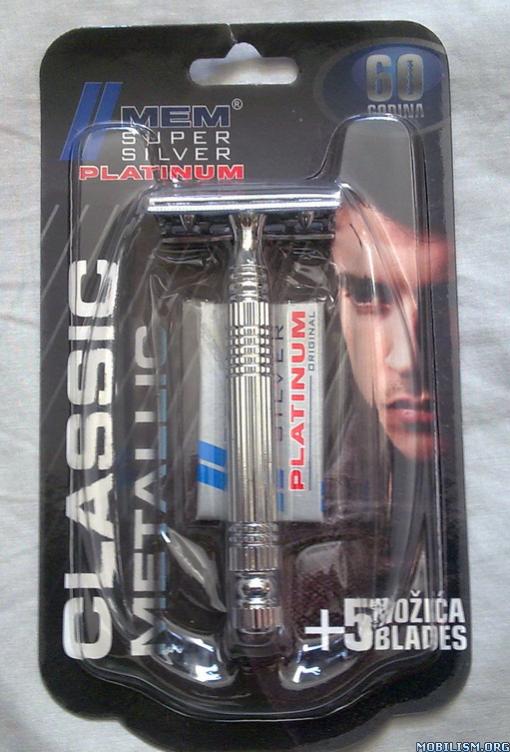 MEM®
SUPER
SILVER
PLATINUM
60
GODINA
CLASSIC
METALLIC
SILVER
PLATINUM
ORIGINAL
+5 NOŽIĆA
BLADES
MOBILISM.ORG